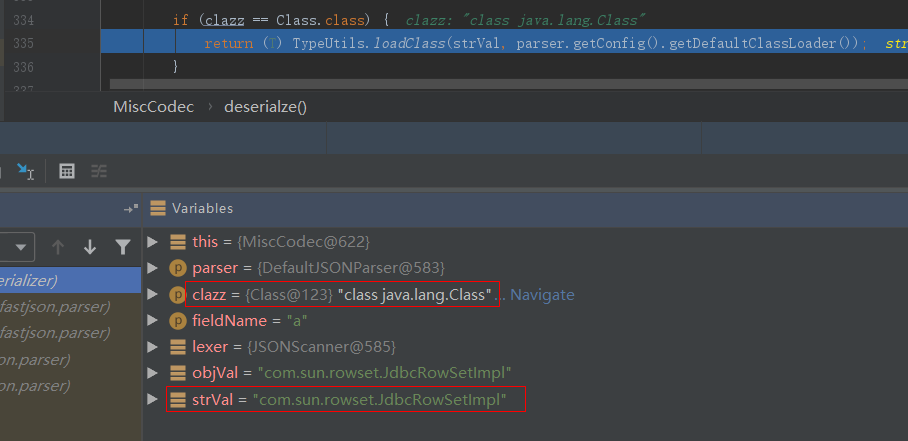 334 if (clazz == Class.class) { clazz: "class java.lang.Class"
335 return (T) TypeUtils.loadClass(strVal, parser.getConfig().getDefaultClassLoader()); str
336 }
MiscCodec › deserialze()
Variables
this = {MiscCodec@622}
parser = {DefaultJSONParser@583}
clazz = {Class@123} "class java.lang.Class"... Navigate
erializer)
fieldName = "a"
fastjson.parser)
lexer = {JSONScanner@585}
fastjson.parser)
objVal = "com.sun.rowset.JdbcRowSetImpl"
on.parser)
strVal = "com.sun.rowset.JdbcRowSetImpl"
on.parser)